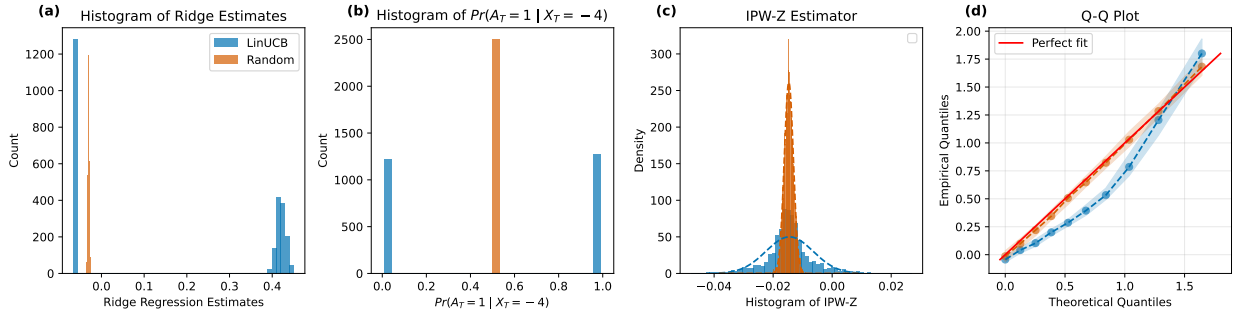 (a) Histogram of Ridge Estimates
LinUCB
Random
Count
1200
1000
800
600
400
200
0
0.0 0.1 0.2 0.3 0.4
Ridge Regression Estimates
(b) Histogram of Pr(A_T = 1 | X_T = −4)
Count
2500
2000
1500
1000
500
0
0.0 0.2 0.4 0.6 0.8 1.0
Pr(A_T = 1 | X_T = −4)
(c) IPW-Z Estimator
Density
300
250
200
150
100
50
0
−0.04 −0.02 0.00 0.02
Histogram of IPW-Z
(d) Q-Q Plot
Perfect fit
Empirical Quantiles
2.00
1.75
1.50
1.25
1.00
0.75
0.50
0.25
0.00
0.0 0.5 1.0 1.5
Theoretical Quantiles